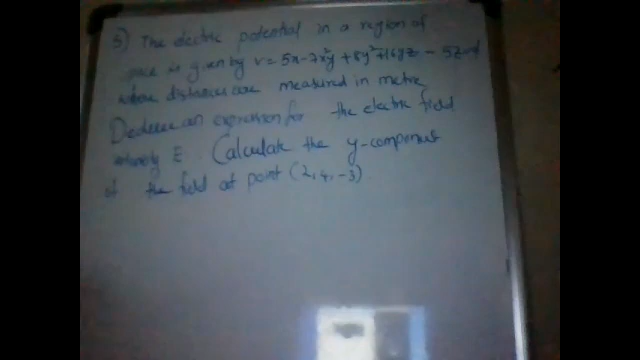 5) The electric potential in a region of
space is given by V = 5x - 7x²y + 8y² + 16yz - 5z
where distances are measured in metre
Deduce an expression for the electric field
intensity E. Calculate the y-component
of the field at point (2, 4, -3)